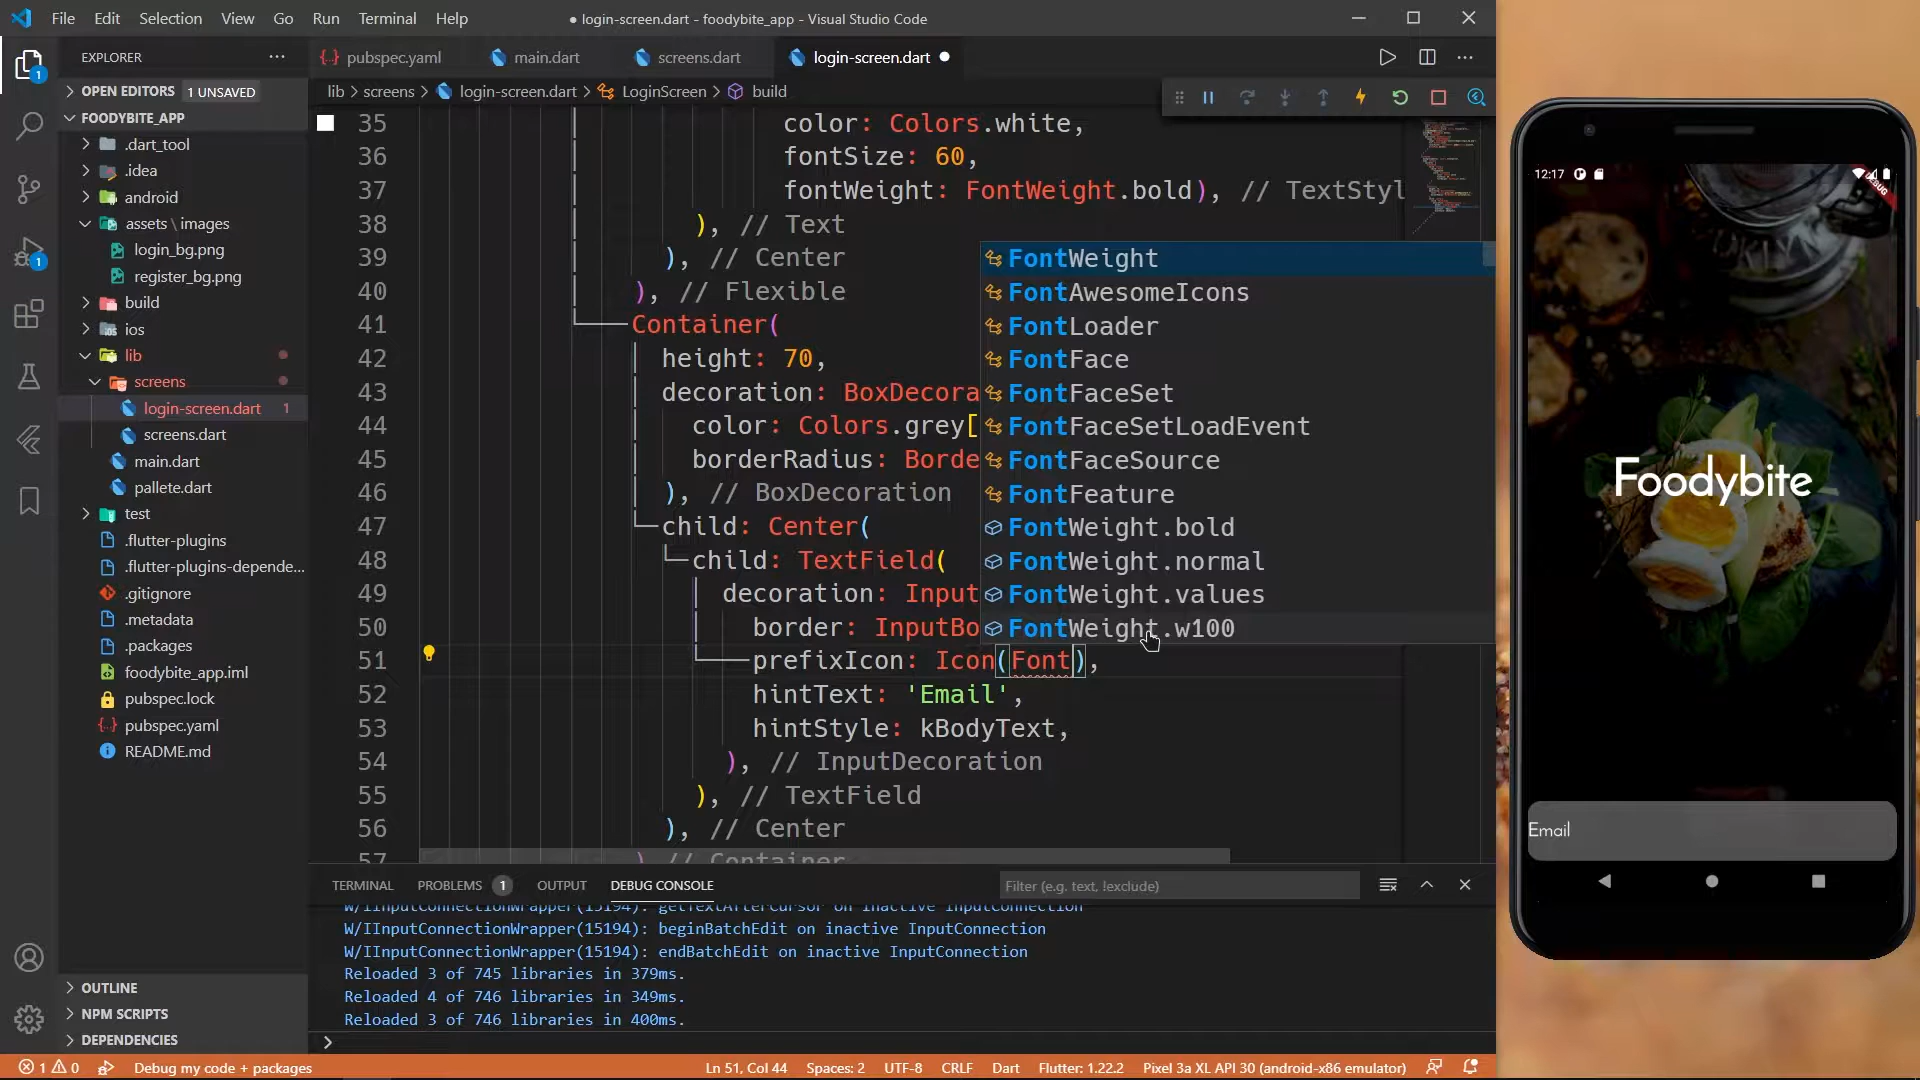 File Edit Selection View Go Run Terminal Help
● login-screen.dart - foodybite_app - Visual Studio Code
EXPLORER
OPEN EDITORS 1 UNSAVED
FOODYBITE_APP
.dart_tool
.idea
android
assets \ images
login_bg.png
register_bg.png
build
ios
lib
screens
login-screen.dart 1
screens.dart
main.dart
pallete.dart
test
.flutter-plugins
.flutter-plugins-depende...
.gitignore
.metadata
.packages
foodybite_app.iml
pubspec.lock
pubspec.yaml
README.md
OUTLINE
NPM SCRIPTS
DEPENDENCIES
pubspec.yaml main.dart screens.dart login-screen.dart
lib > screens > login-screen.dart > LoginScreen > build
35 color: Colors.white,
36 fontSize: 60,
37 fontWeight: FontWeight.bold), // TextStyl
38 ), // Text
39 ), // Center
40 ), // Flexible
41 Container(
42 height: 70,
43 decoration: BoxDecora
44 color: Colors.grey[
45 borderRadius: Borde
46 ), // BoxDecoration
47 child: Center(
48 child: TextField(
49 decoration: Input
50 border: InputBo
51 prefixIcon: Icon(Font),
52 hintText: 'Email',
53 hintStyle: kBodyText,
54 ), // InputDecoration
55 ), // TextField
56 ), // Center
57 ) // Container
FontWeight
FontAwesomeIcons
FontLoader
FontFace
FontFaceSet
FontFaceSetLoadEvent
FontFaceSource
FontFeature
FontWeight.bold
FontWeight.normal
FontWeight.values
FontWeight.w100
TERMINAL PROBLEMS 1 OUTPUT DEBUG CONSOLE
Filter (e.g. text, !exclude)
W/IInputConnectionWrapper(15194): getTextAfterCursor on inactive InputConnection
W/IInputConnectionWrapper(15194): beginBatchEdit on inactive InputConnection
W/IInputConnectionWrapper(15194): endBatchEdit on inactive InputConnection
Reloaded 3 of 745 libraries in 379ms.
Reloaded 4 of 746 libraries in 349ms.
Reloaded 3 of 746 libraries in 400ms.
1 0 Debug my code + packages
Ln 51, Col 44 Spaces: 2 UTF-8 CRLF Dart Flutter: 1.22.2 Pixel 3a XL API 30 (android-x86 emulator)
12:17
DEBUG
Foodybite
Email